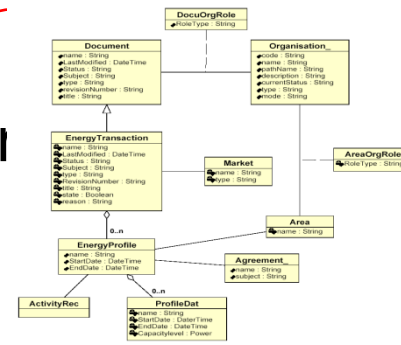 DocuOrgRole
RoleType : String
Document
name : String
LastModified : DateTime
Status : String
Subject : String
type : String
revisionNumber : String
title : String
Organisation_
code : String
name : String
pathName : String
description : String
currentStatus : String
type : String
mode : String
EnergyTransaction
name : String
LastModified : DateTime
Status : String
Subject : String
type : String
RevisionNumber : String
title : String
state : Boolean
reason : String
Market
name : String
type : String
AreaOrgRole
RoleType : String
Area
name : String
0..n
EnergyProfile
name : String
StartDate : DateTime
EndDate : DateTime
Agreement_
name : String
subject : String
0..n
ActivityRec
ProfileDat
name : String
StartDate : DaterTime
EndDate : DateTime
Capacitylevel : Power